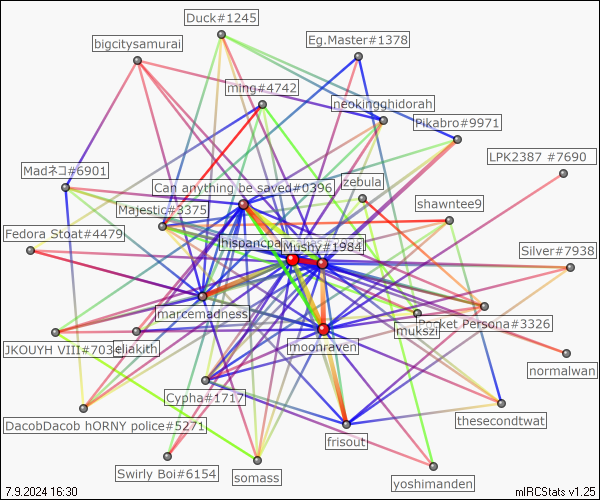 Duck#1245
bigcitysamurai
Eg.Master#1378
ming#4742
neokingghidorah
Pikabro#9971
LPK2387 #7690
Madネコ#6901
zebula
Can anything be saved#0396
shawntee9
Majestic#3375
Fedora Stoat#4479
Mushy#1984
Silver#7938
marcemadness
Pocket Persona#3326
mukszi
JKOUYH VIII#703
eliakith
moonraven
normalwan
Cypha#1717
DacobDacob hORNY police#5271
thesecondtwat
frisout
Swirly Boi#6154
somass
yoshimanden
7.9.2024 16:30
mIRCStats v1.25